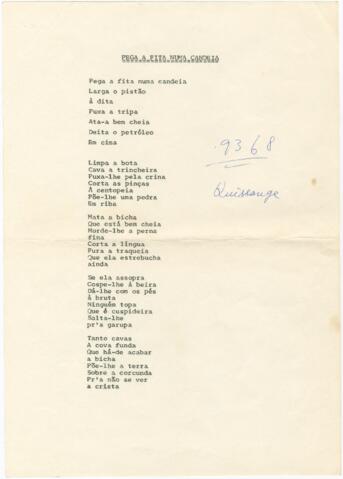 PEGA A FITA NUMA CANDEIA
Pega a fita numa candeia
Larga o pistão
à dita
Puxa a tripa
Ata-a bem cheia
Deita o petróleo
Em cima
9368
Quissange
Limpa a bota
Cava a trincheira
Puxa-lhe pela crina
Corta as pinças
À centopeia
Põe-lhe uma pedra
Em riba
Mata a bicha
Que está bem cheia
Morde-lhe a perna
fina
Corta a língua
Fura a traqueia
Que ela estrebucha
ainda
Se ela assopra
Cospe-lhe à beira
Dá-lhe com os pés
à bruta
Ninguém topa
Que é cuspideira
Salta-lhe
pr'a garupa
Tanto cavas
A cova funda
Que há-de acabar
a bicha
Põe-lhe a terra
Sobre a corcunda
Pr'a não se ver
a crista